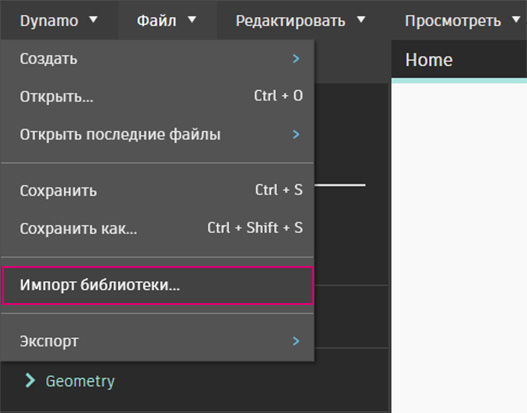 Dynamo Файл Редактировать Просмотреть
Создать
Home
Открыть... Ctrl + O
Открыть последние файлы
Сохранить Ctrl + S
Сохранить как... Ctrl + Shift + S
Импорт библиотеки...
Экспорт
Geometry